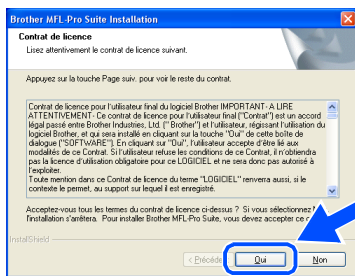 Brother MFL-Pro Suite Installation
Contrat de licence
Lisez attentivement le contrat de licence suivant.
Appuyez sur la touche Page suiv. pour voir le reste du contrat.
Contrat de licence pour l'utilisateur final du logiciel Brother IMPORTANT- A LIRE
ATTENTIVEMENT- Ce contrat de licence pour l'utilisateur final ("Contrat") est un accord
légal passé entre Brother Industries, Ltd. (" Brother") et l'utilisateur, régissant l'utilisation du
logiciel Brother, et qui sera installé en cliquant sur la touche "Oui" de cette boîte de
dialogue ("SOFTWARE"). En cliquant sur "Oui", l'utilisateur accepte d'être lié aux
modalités de ce Contrat. Si l'utilisateur refuse les conditions de ce Contrat, il n'obtiendra
pas la licence d'utilisation obligatoire pour ce LOGICIEL et ne sera donc pas autorisé à
l'exploiter.
Toute mention dans ce Contrat de licence du terme "LOGICIEL" renverra aussi, si le
contexte le permet, au support sur lequel il est enregistré.
Acceptez-vous tous les termes du contrat de licence ci-dessus ? Si vous sélectionnez
l'installation s'arrêtera. Pour installer Brother MFL-Pro Suite, vous devez accepter ce
InstallShield
< Précéde Oui Non